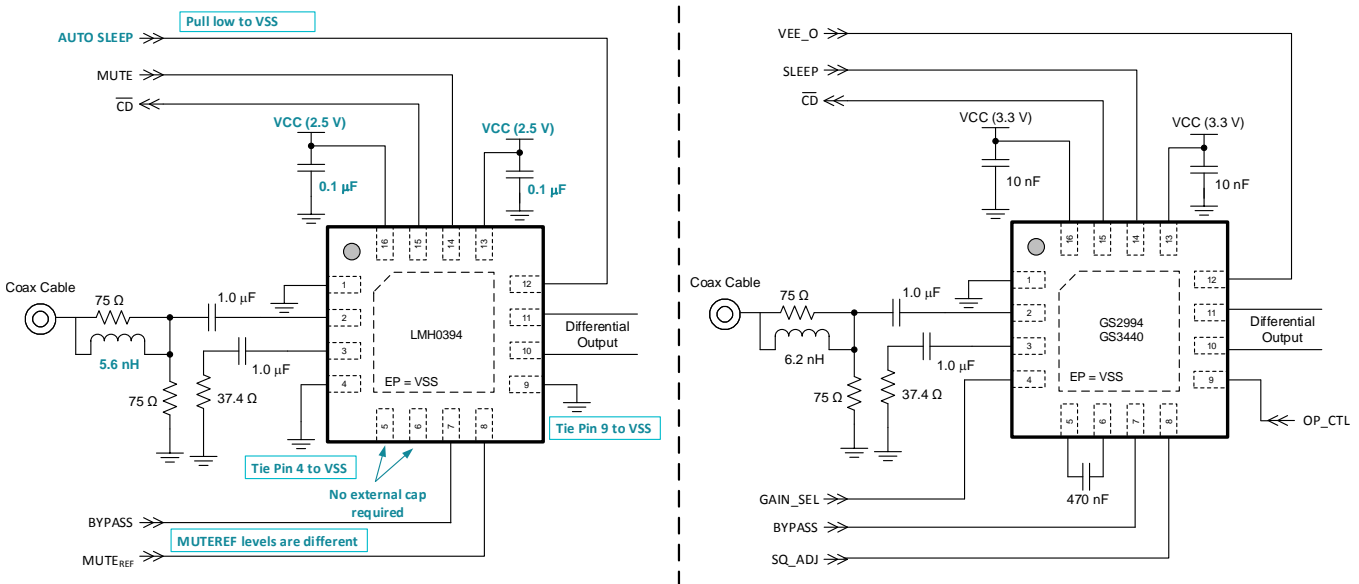 Pull low to VSS
AUTO SLEEP
MUTE
CD
VCC (2.5 V)
VCC (2.5 V)
0.1 µF
0.1 µF
16
15
14
13
Coax Cable
75 Ω
1.0 µF
1
2
3
4
12
11
10
9
LMH0394
Differential
Output
5.6 nH
1.0 µF
EP = VSS
75 Ω
37.4 Ω
5
6
7
8
Tie Pin 9 to VSS
Tie Pin 4 to VSS
No external cap
required
BYPASS
MUTEREF levels are different
MUTEREF
VEE_O
SLEEP
CD
VCC (3.3 V)
VCC (3.3 V)
10 nF
10 nF
16
15
14
13
Coax Cable
75 Ω
1.0 µF
1
2
3
4
12
11
10
9
GS2994
GS3440
Differential
Output
6.2 nH
1.0 µF
EP = VSS
75 Ω
37.4 Ω
5
6
7
8
OP_CTL
470 nF
GAIN_SEL
BYPASS
SQ_ADJ